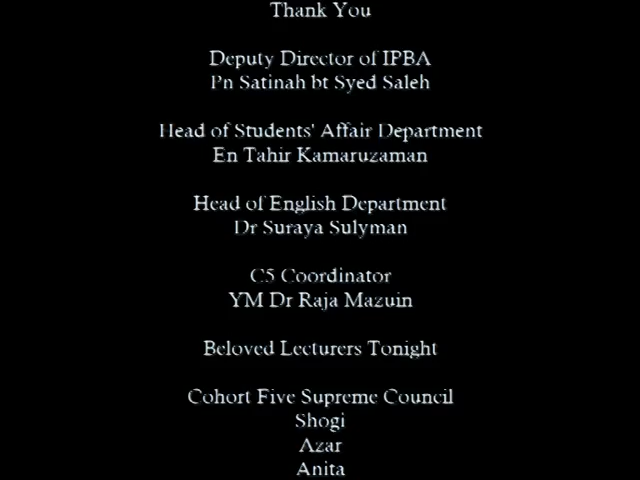 Thank You
Deputy Director of IPBA
Pn Satinah bt Syed Saleh
Head of Students' Affair Department
En Tahir Kamaruzaman
Head of English Department
Dr Suraya Sulyman
C5 Coordinator
YM Dr Raja Mazuin
Beloved Lecturers Tonight
Cohort Five Supreme Council
Shogi
Azar
Anita